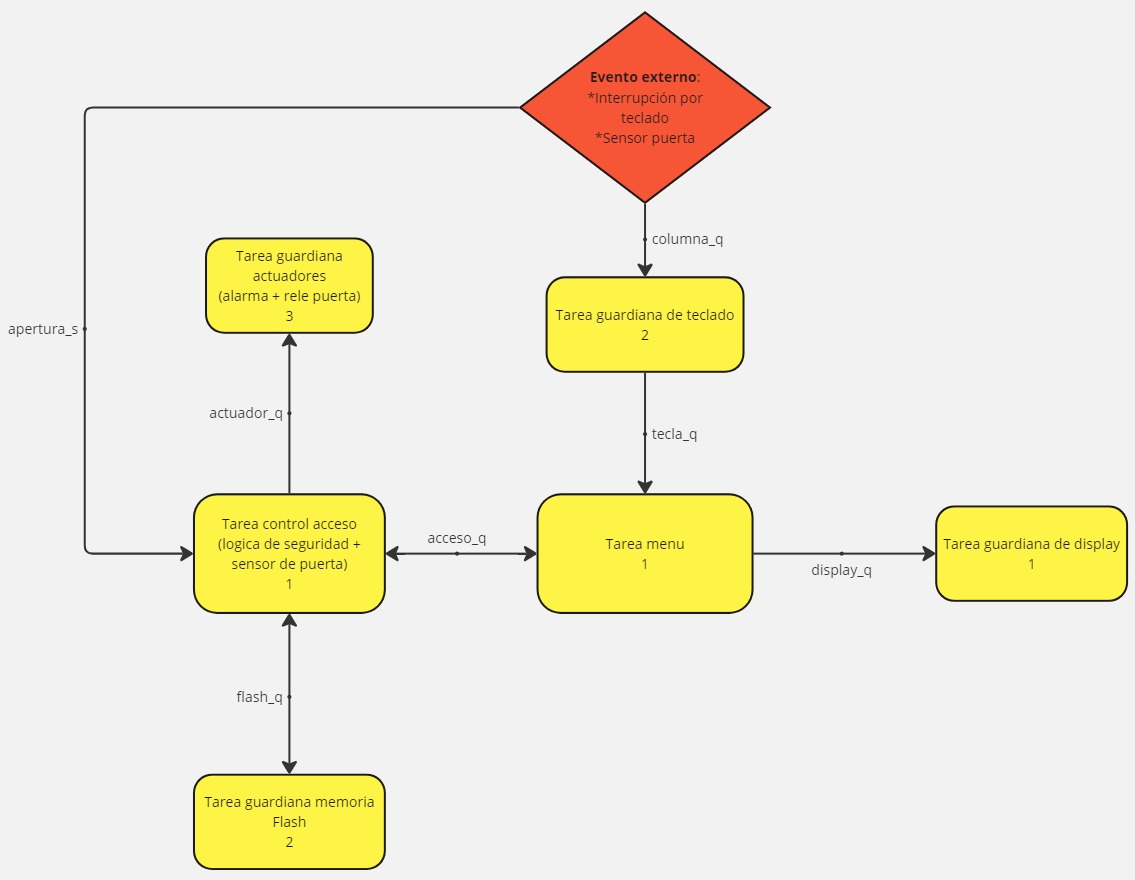 Evento externo:
*Interrupción por
teclado
*Sensor puerta
columna_q
Tarea guardiana
actuadores
(alarma + rele puerta)
3
Tarea guardiana de teclado
2
apertura_s
actuador_q
tecla_q
Tarea control acceso
(logica de seguridad +
sensor de puerta)
1
acceso_q
Tarea menu
1
display_q
Tarea guardiana de display
1
flash_q
Tarea guardiana memoria
Flash
2